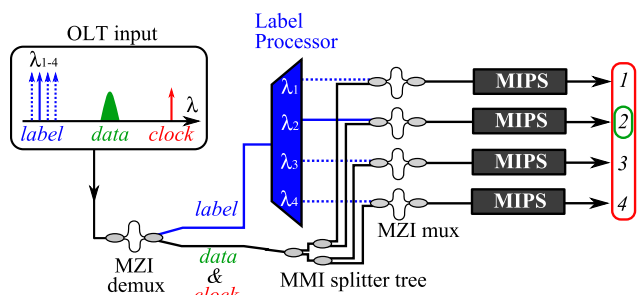 OLT input
λ1-4
λ
label data clock
Label
Processor
λ1
λ2
λ3
λ4
MIPS 1
MIPS 2
MIPS 3
MIPS 4
label
MZI
demux
data
&
clock
MMI splitter tree
MZI mux